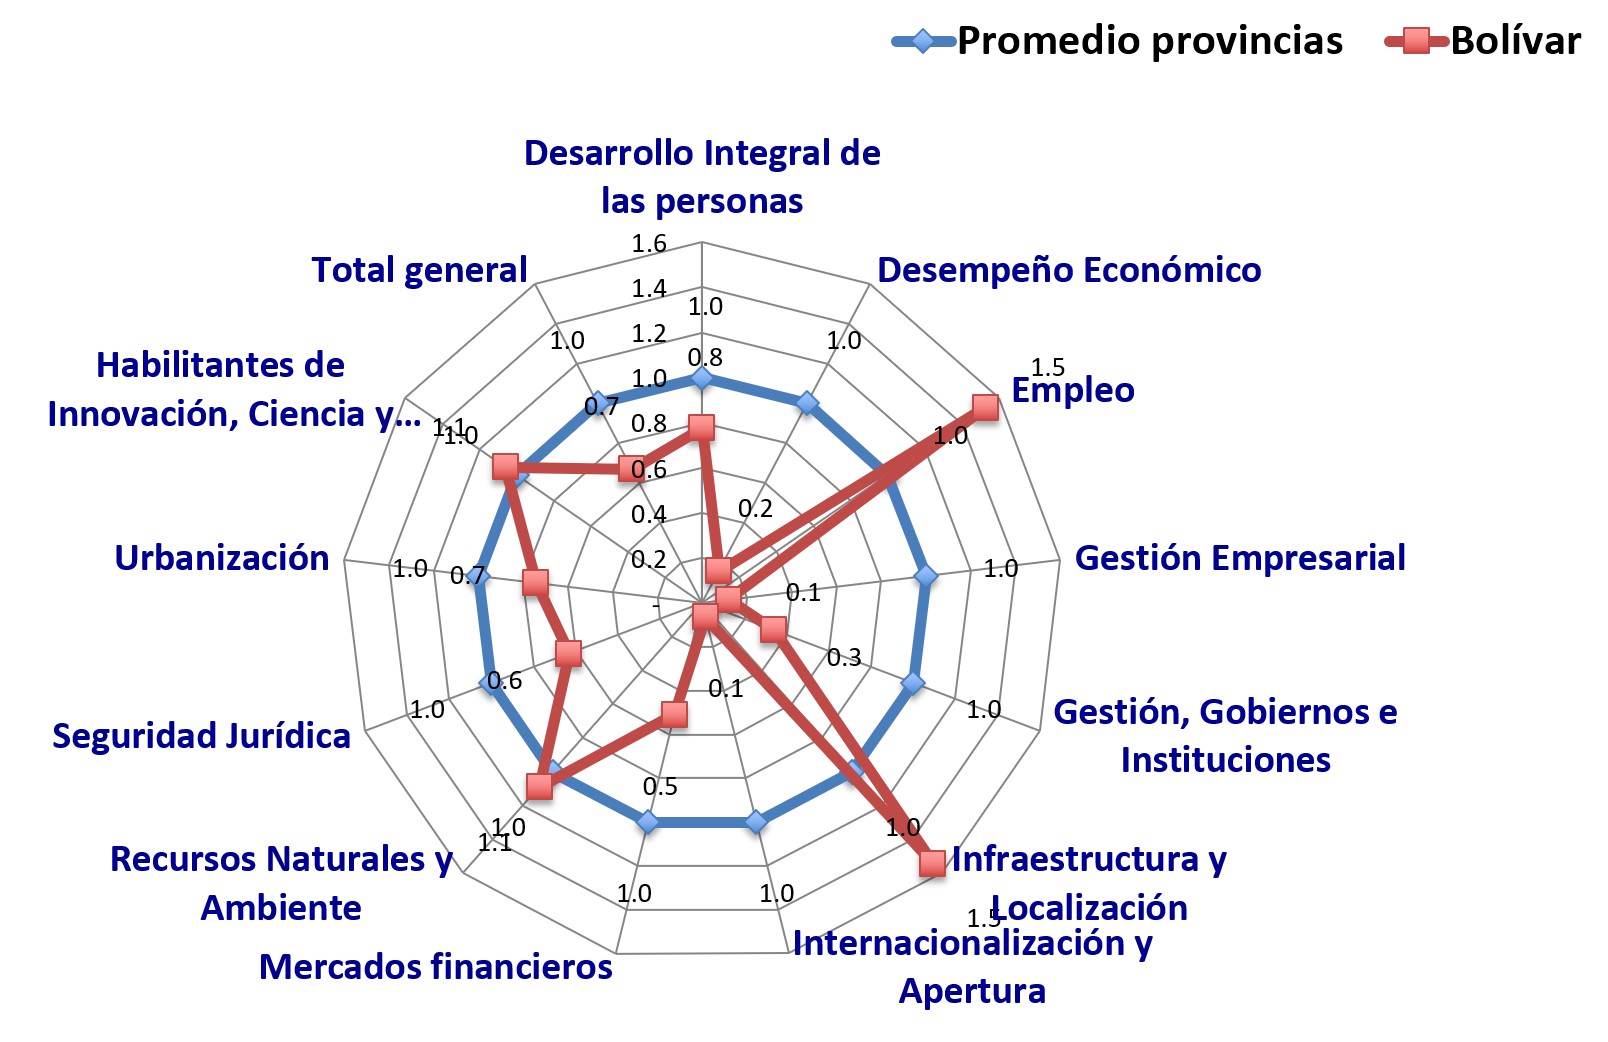 Promedio provincias
Bolívar
Desarrollo Integral de
las personas
Total general
Desempeño Económico
Habilitantes de
Innovación, Ciencia y...
Empleo
Urbanización
Gestión Empresarial
Seguridad Jurídica
Gestión, Gobiernos e
Instituciones
Recursos Naturales y
Ambiente
Infraestructura y
Localización
Mercados financieros
Internacionalización y
Apertura
1.6
1.4
1.2
1.0
0.8
0.6
0.4
0.2
-
1.0
0.8
1.0
0.2
1.5
1.0
1.0
0.1
0.3
1.0
1.0
1.5
0.1
1.0
0.5
1.0
1.0
1.1
0.6
1.0
1.0
0.7
1.1
1.0
1.0
0.7